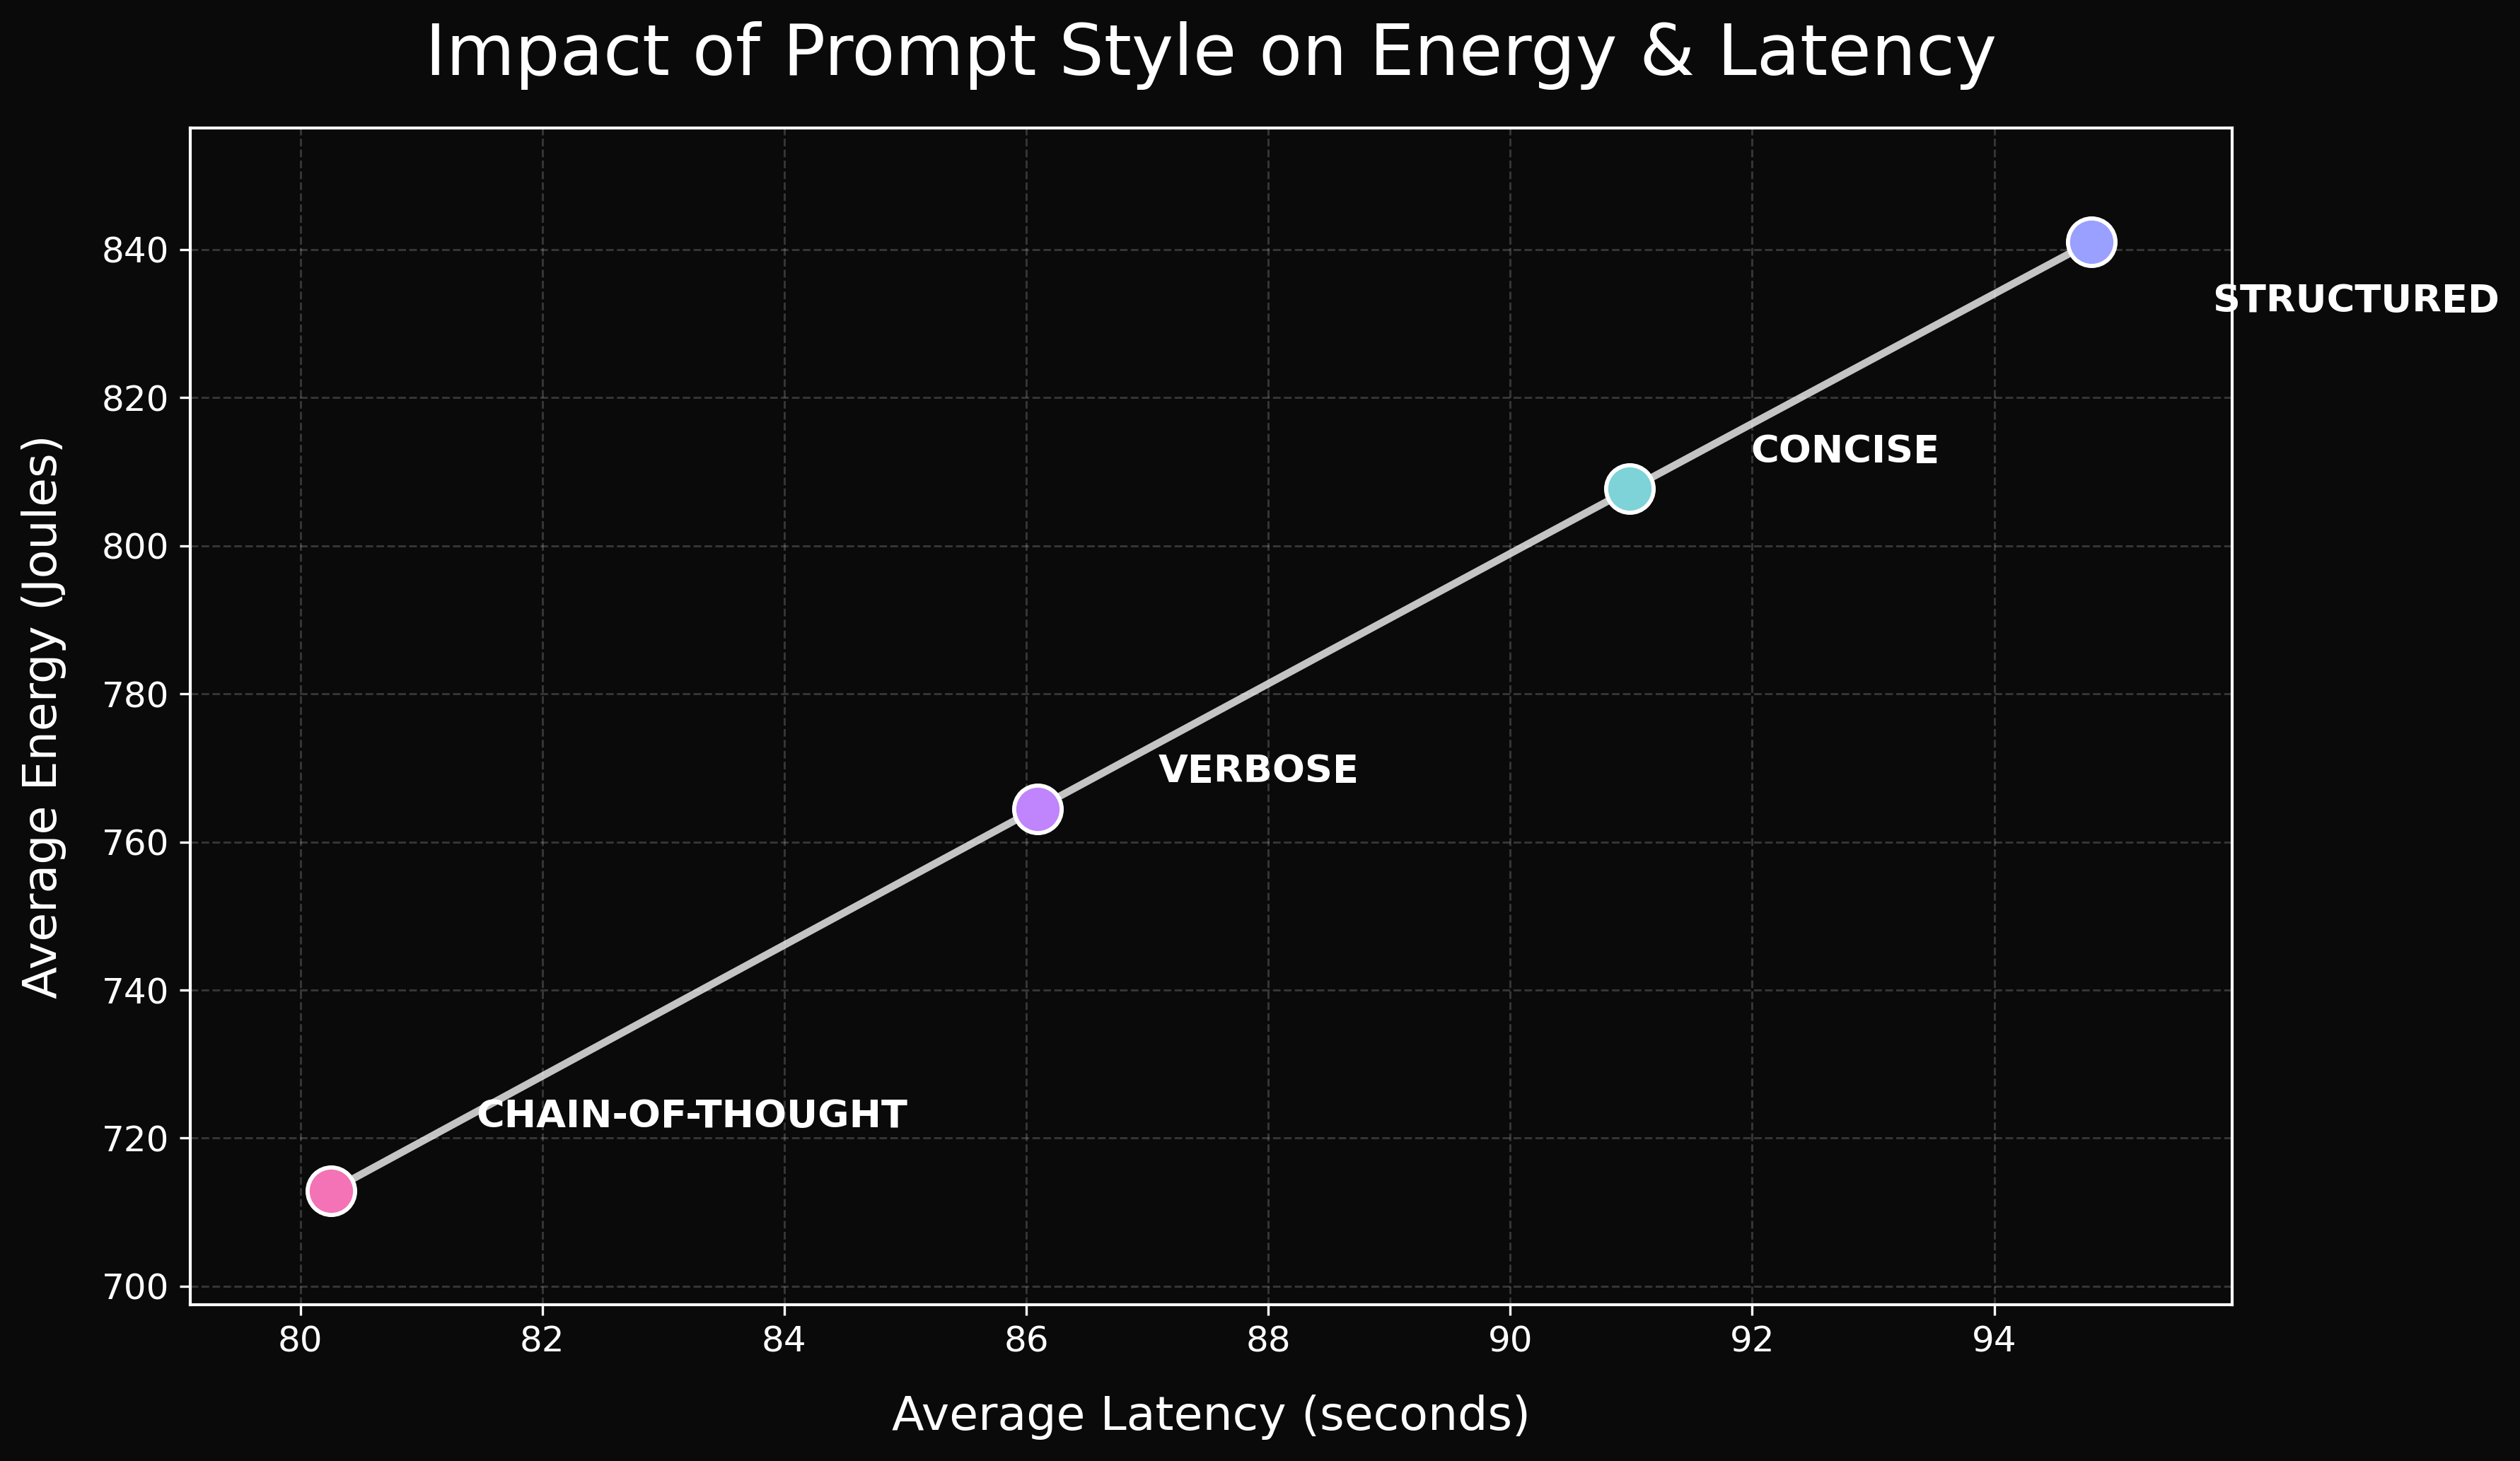 Impact of Prompt Style on Energy & Latency
Average Energy (Joules)
840
820
800
780
760
740
720
700
STRUCTURED
CONCISE
VERBOSE
CHAIN-OF-THOUGHT
80 82 84 86 88 90 92 94
Average Latency (seconds)